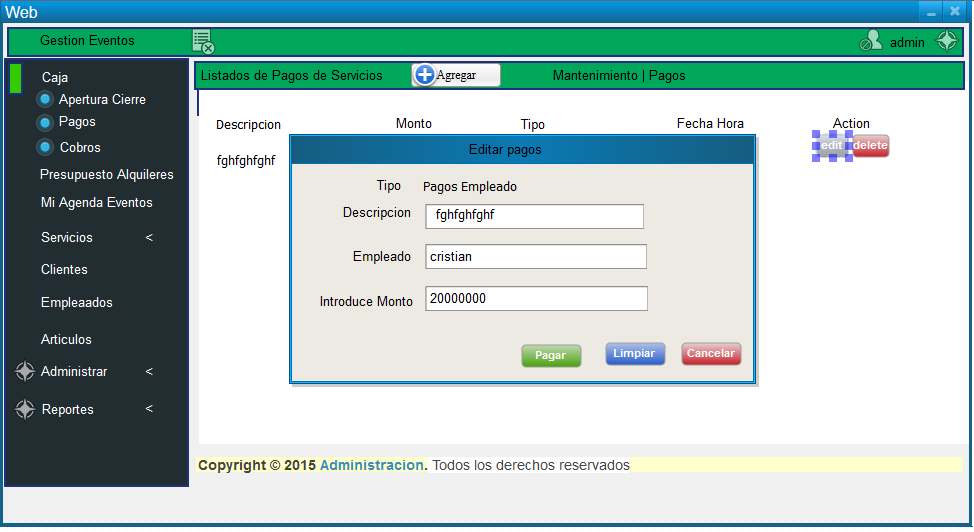 Web
Gestion Eventos
admin
Caja
Apertura Cierre
Pagos
Cobros
Presupuesto Alquileres
Mi Agenda Eventos
Servicios <
Clientes
Empleaados
Articulos
Administrar <
Reportes <
Listados de Pagos de Servicios
Agregar
Mantenimiento | Pagos
Descripcion Monto Tipo Fecha Hora Action
fghfghfghf
edit delete
Editar pagos
Tipo Pagos Empleado
Descripcion fghfghfghf
Empleado cristian
Introduce Monto 20000000
Pagar Limpiar Cancelar
Copyright © 2015 Administracion. Todos los derechos reservados